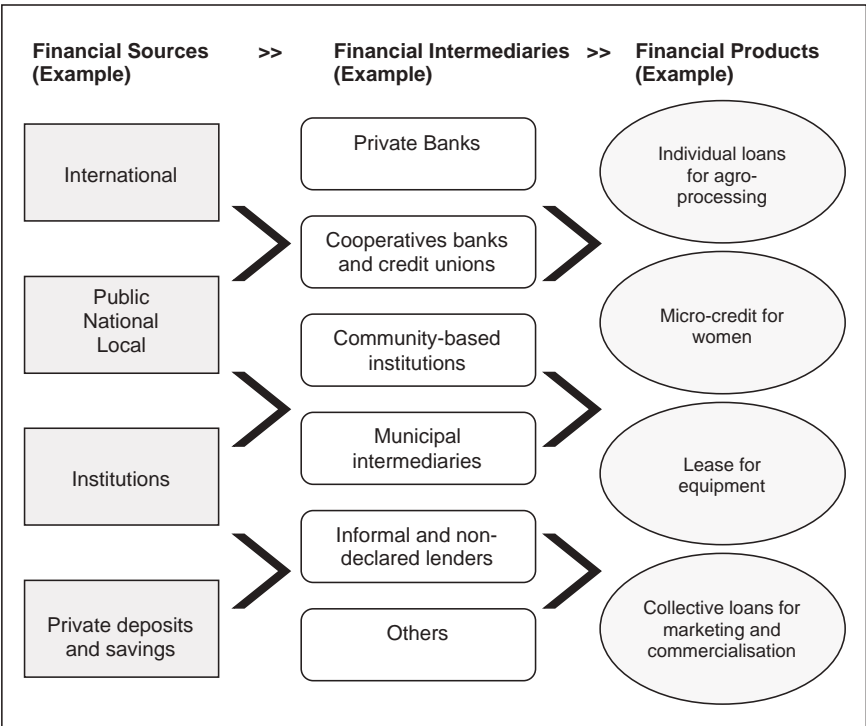 Financial Sources >> Financial Intermediaries >> Financial Products
(Example) (Example) (Example)
International
Public
National
Local
Institutions
Private deposits
and savings
Private Banks
Cooperatives banks
and credit unions
Community-based
institutions
Municipal
intermediaries
Informal and non-
declared lenders
Others
Individual loans
for agro-
processing
Micro-credit for
women
Lease for
equipment
Collective loans for
marketing and
commercialisation